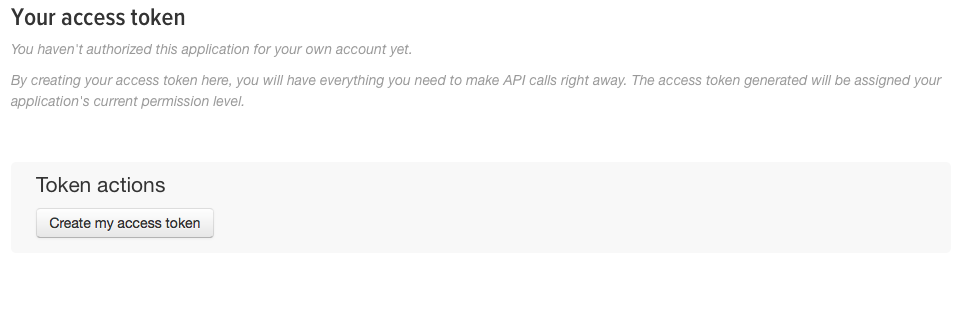 Your access token
You haven't authorized this application for your own account yet.
By creating your access token here, you will have everything you need to make API calls right away. The access token generated will be assigned your
application's current permission level.
Token actions
Create my access token